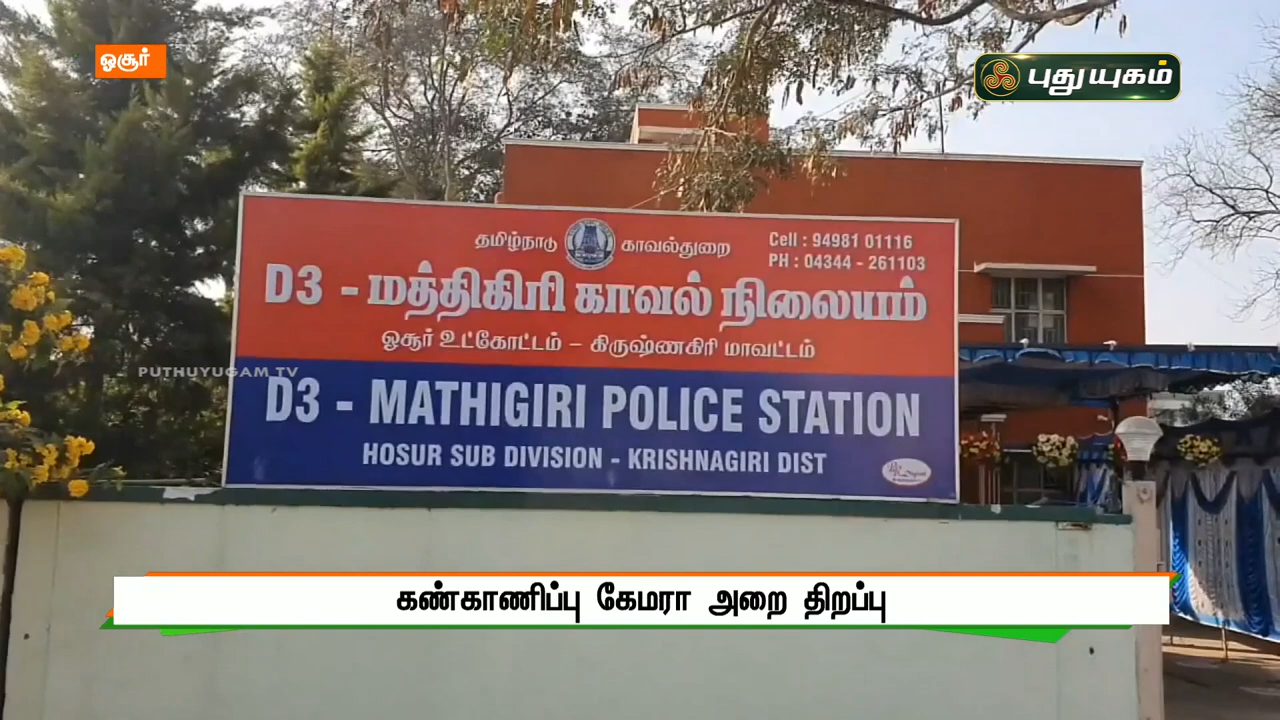 ஓசூர்
புதுயுகம்
தமிழ்நாடு காவல்துறை
Cell : 94981 01116
PH : 04344 - 261103
D3 - மத்திகிரி காவல் நிலையம்
ஓசூர் உட்கோட்டம் – கிருஷ்ணகிரி மாவட்டம்
PUTHUYUGAM TV
D3 - MATHIGIRI POLICE STATION
HOSUR SUB DIVISION - KRISHNAGIRI DIST
கண்காணிப்பு கேமரா அறை திறப்பு